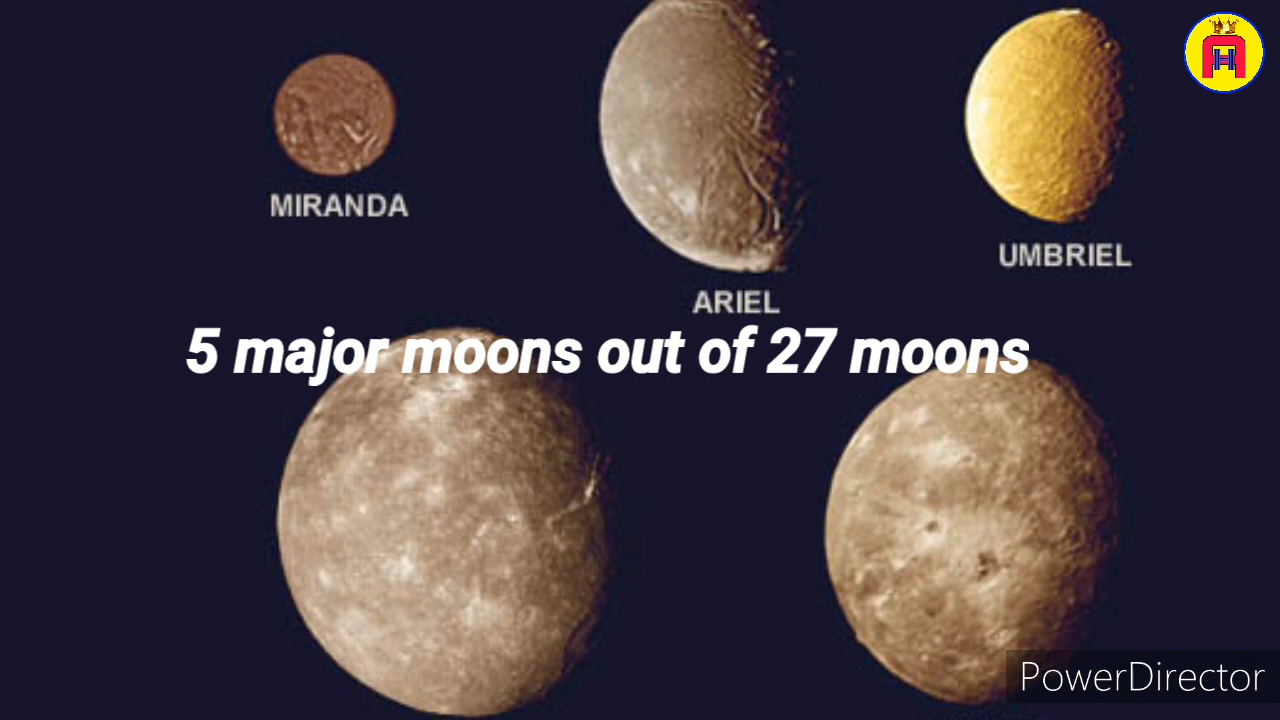 MIRANDA
ARIEL
UMBRIEL
5 major moons out of 27 moons
PowerDirector